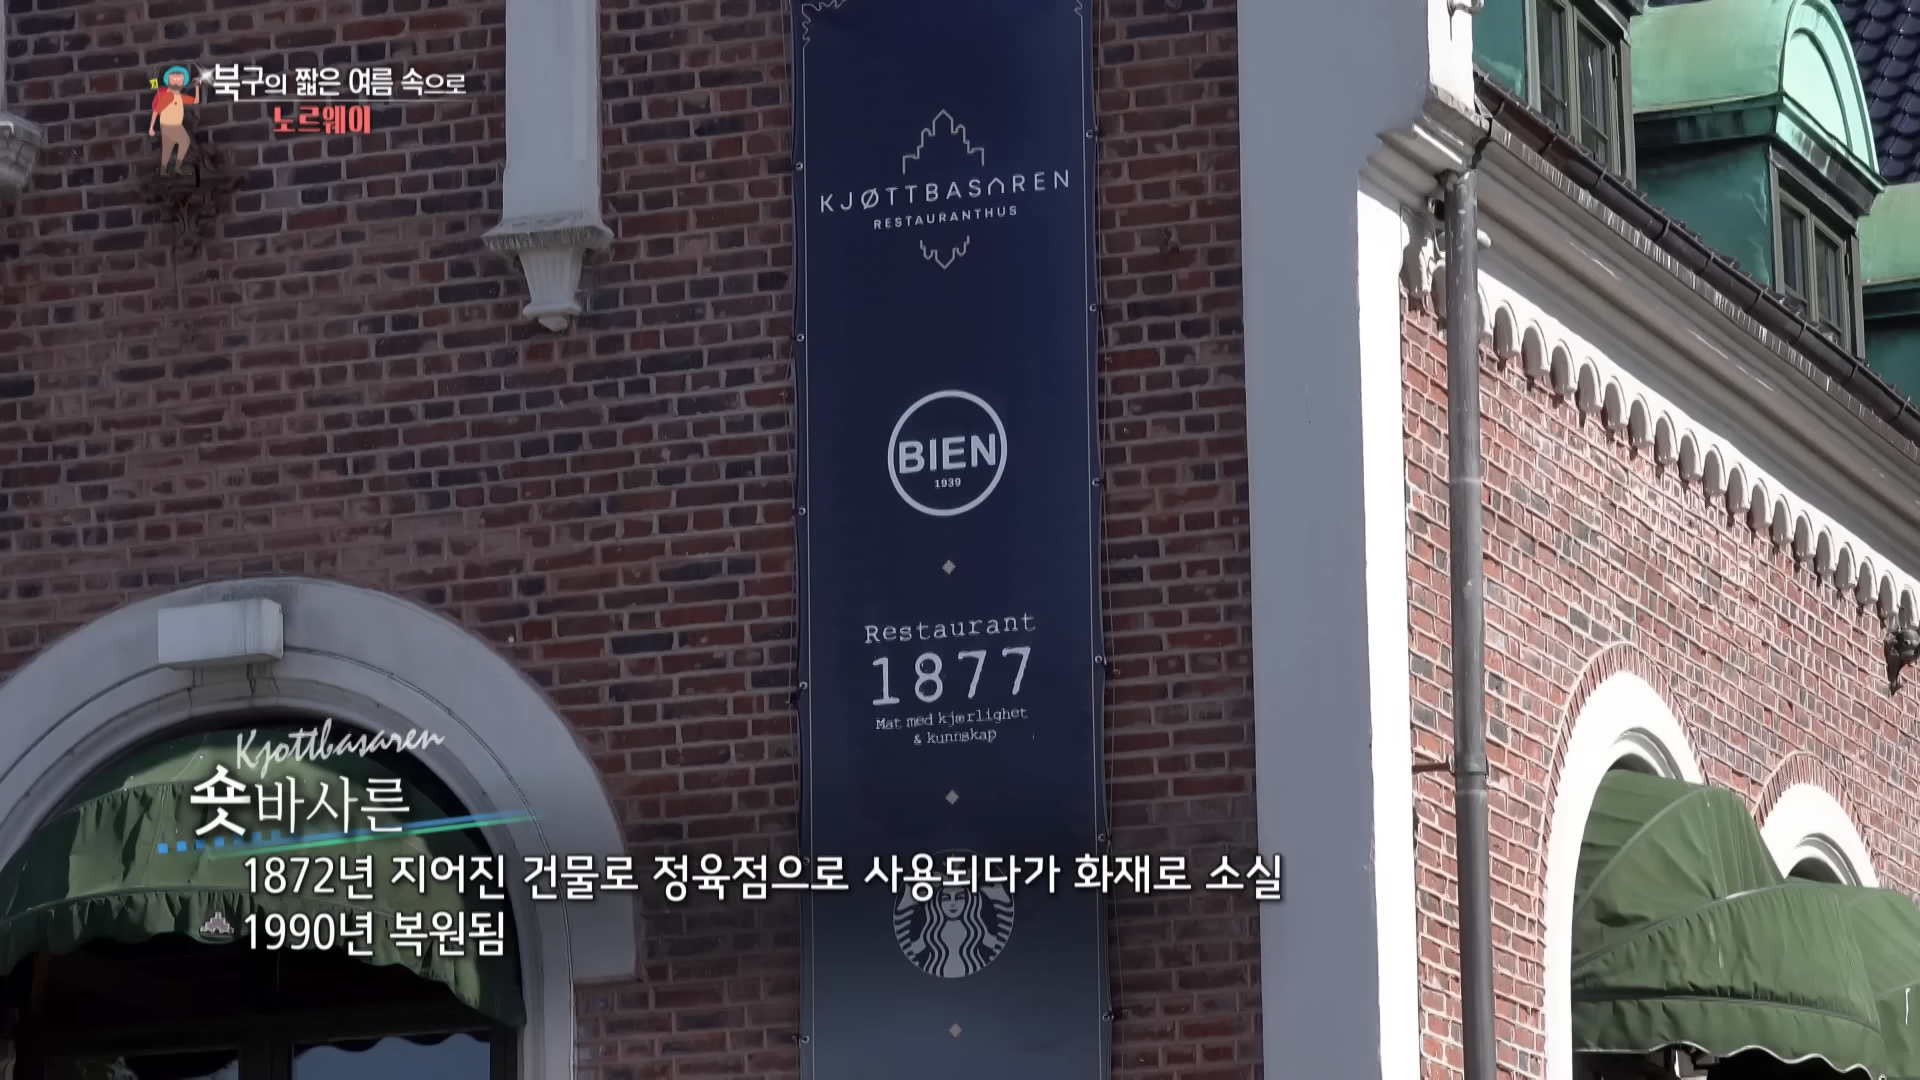 북구의 짧은 여름 속으로
노르웨이
KJØTTBASAREN
RESTAURANTHUS
BIEN
1939
Restaurant
1877
Mat med kjærlighet
& kunnskap
Kjottbasaren
숏바사른
1872년 지어진 건물로 정육점으로 사용되다가 화재로 소실
1990년 복원됨